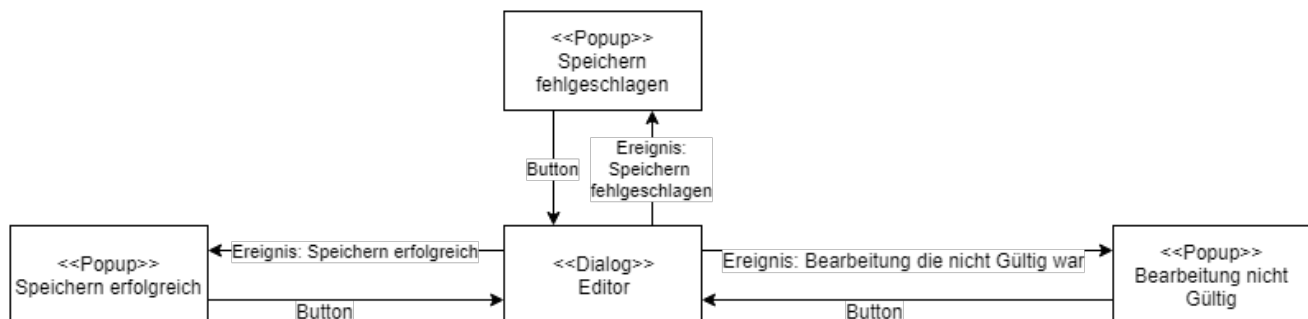 <<Popup>>
Speichern
fehlgeschlagen
Button
Ereignis:
Speichern
fehlgeschlagen
<<Popup>>
Speichern erfolgreich
Ereignis: Speichern erfolgreich
Button
<<Dialog>>
Editor
Ereignis: Bearbeitung die nicht Gültig war
Button
<<Popup>>
Bearbeitung nicht
Gültig